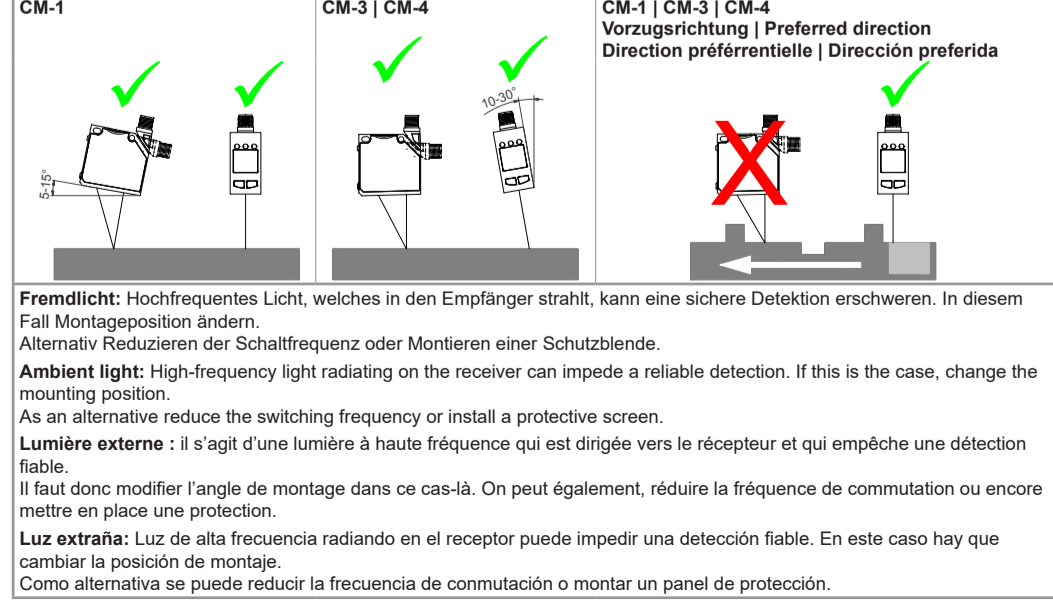 CM-1
CM-3 | CM-4
CM-1 | CM-3 | CM-4
Vorzugsrichtung | Preferred direction
Direction préférrentielle | Dirección preferida
5-15°
10-30°
Fremdlicht: Hochfrequentes Licht, welches in den Empfänger strahlt, kann eine sichere Detektion erschweren. In diesem
Fall Montageposition ändern.
Alternativ Reduzieren der Schaltfrequenz oder Montieren einer Schutzblende.
Ambient light: High-frequency light radiating on the receiver can impede a reliable detection. If this is the case, change the
mounting position.
As an alternative reduce the switching frequency or install a protective screen.
Lumière externe : il s’agit d’une lumière à haute fréquence qui est dirigée vers le récepteur et qui empêche une détection
fiable.
Il faut donc modifier l’angle de montage dans ce cas-là. On peut également, réduire la fréquence de commutation ou encore
mettre en place une protection.
Luz extraña: Luz de alta frecuencia radiando en el receptor puede impedir una detección fiable. En este caso hay que
cambiar la posición de montaje.
Como alternativa se puede reducir la frecuencia de conmutación o montar un panel de protección.